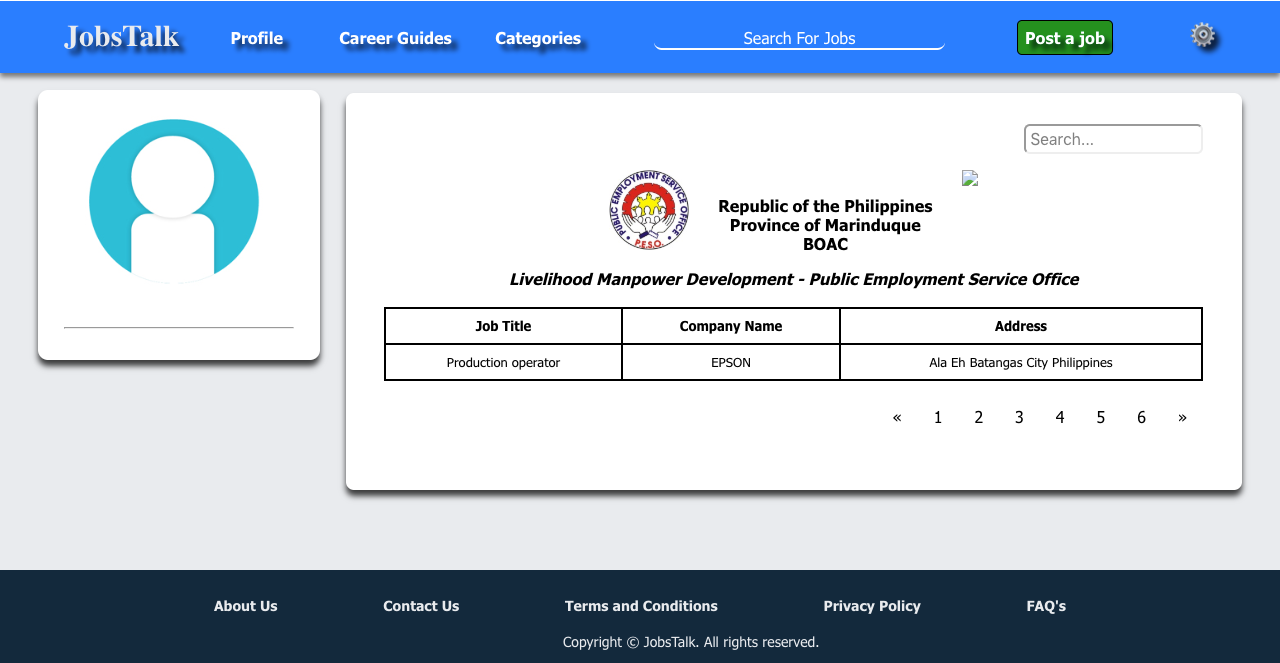 JobsTalk Profile Career Guides Categories Search For Jobs Post a job
Search...
PUBLIC EMPLOYMENT SERVICE OFFICE
P.E.S.O.
Republic of the Philippines
Province of Marinduque
BOAC
Livelihood Manpower Development - Public Employment Service Office
Job Title Company Name Address
Production operator EPSON Ala Eh Batangas City Philippines
« 1 2 3 4 5 6 »
About Us Contact Us Terms and Conditions Privacy Policy FAQ's
Copyright © JobsTalk. All rights reserved.